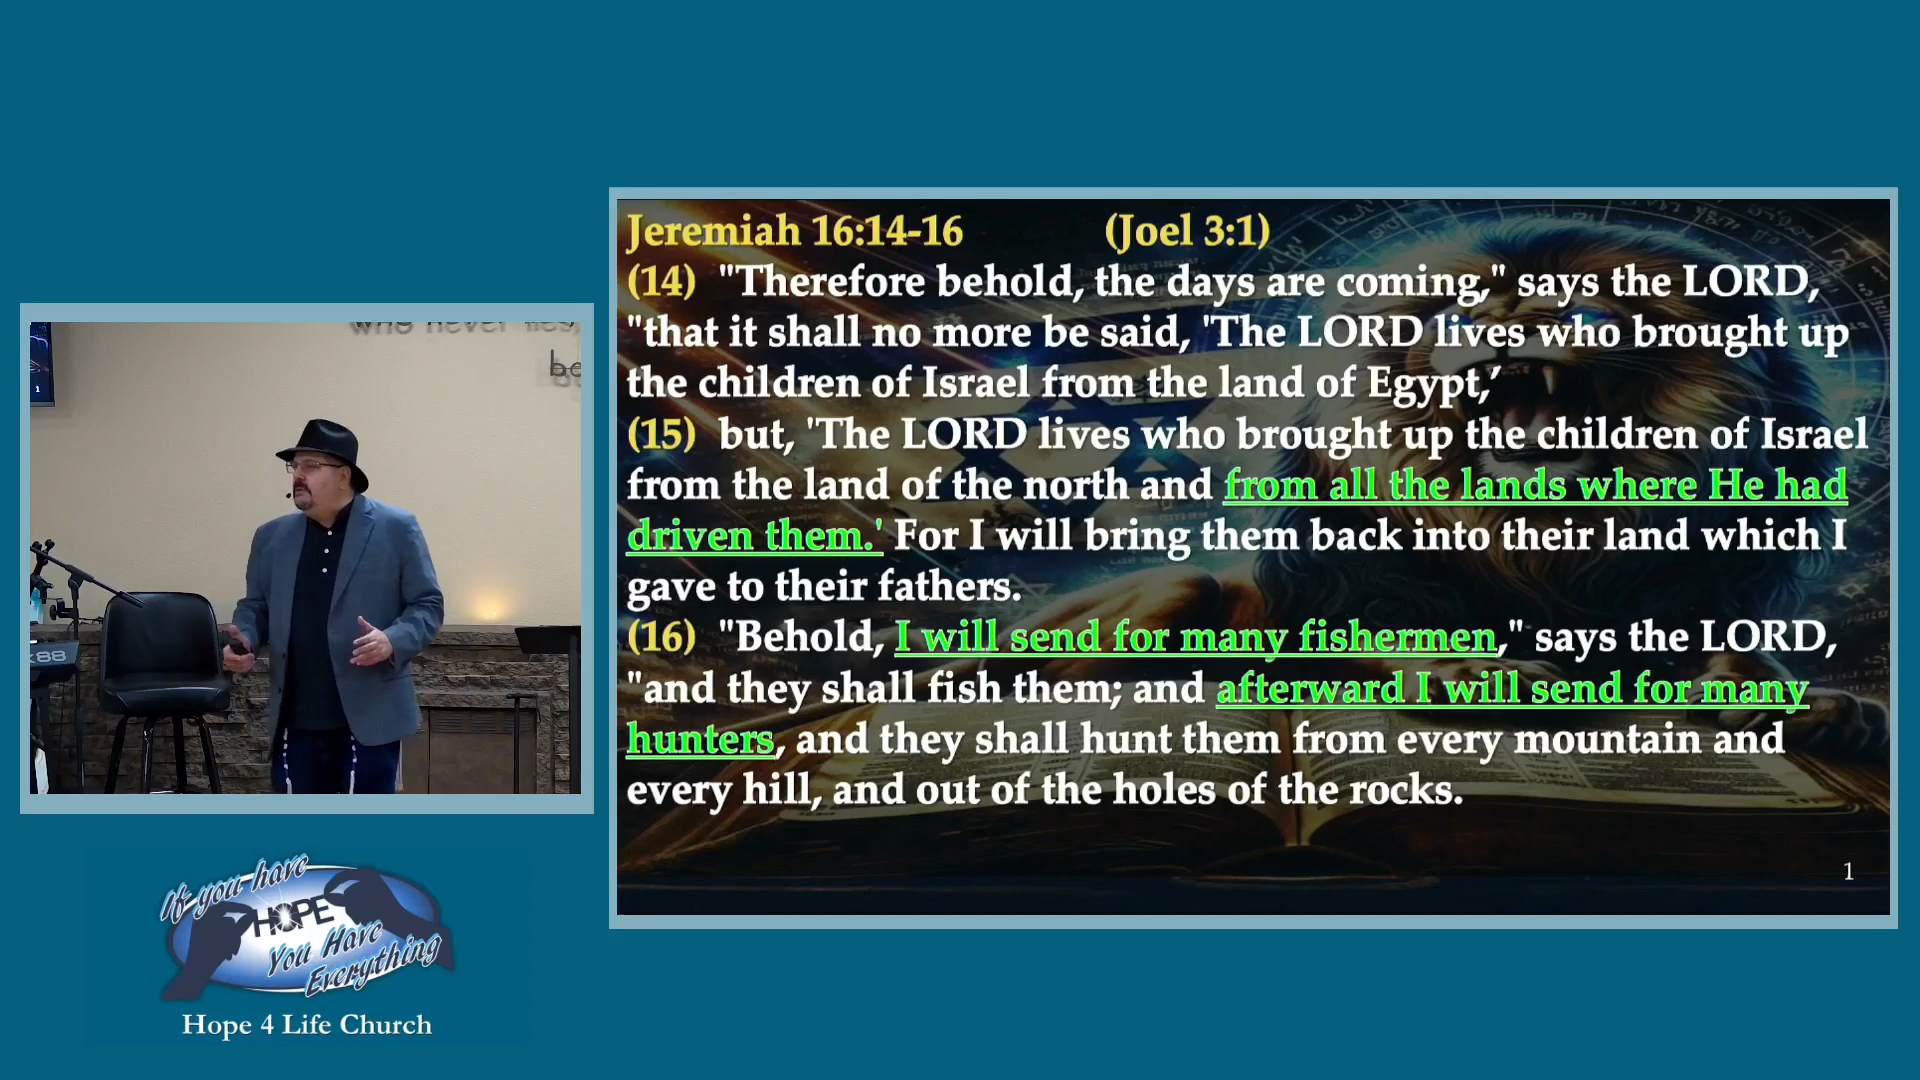 who never lies,
be
1
k88
If you have
HOPE
You Have
Everything
Hope 4 Life Church
Jeremiah 16:14-16 (Joel 3:1)
(14) "Therefore behold, the days are coming," says the LORD,
"that it shall no more be said, 'The LORD lives who brought up
the children of Israel from the land of Egypt,’
(15) but, 'The LORD lives who brought up the children of Israel
from the land of the north and from all the lands where He had
driven them.' For I will bring them back into their land which I
gave to their fathers.
(16) "Behold, I will send for many fishermen," says the LORD,
"and they shall fish them; and afterward I will send for many
hunters, and they shall hunt them from every mountain and
every hill, and out of the holes of the rocks.
1